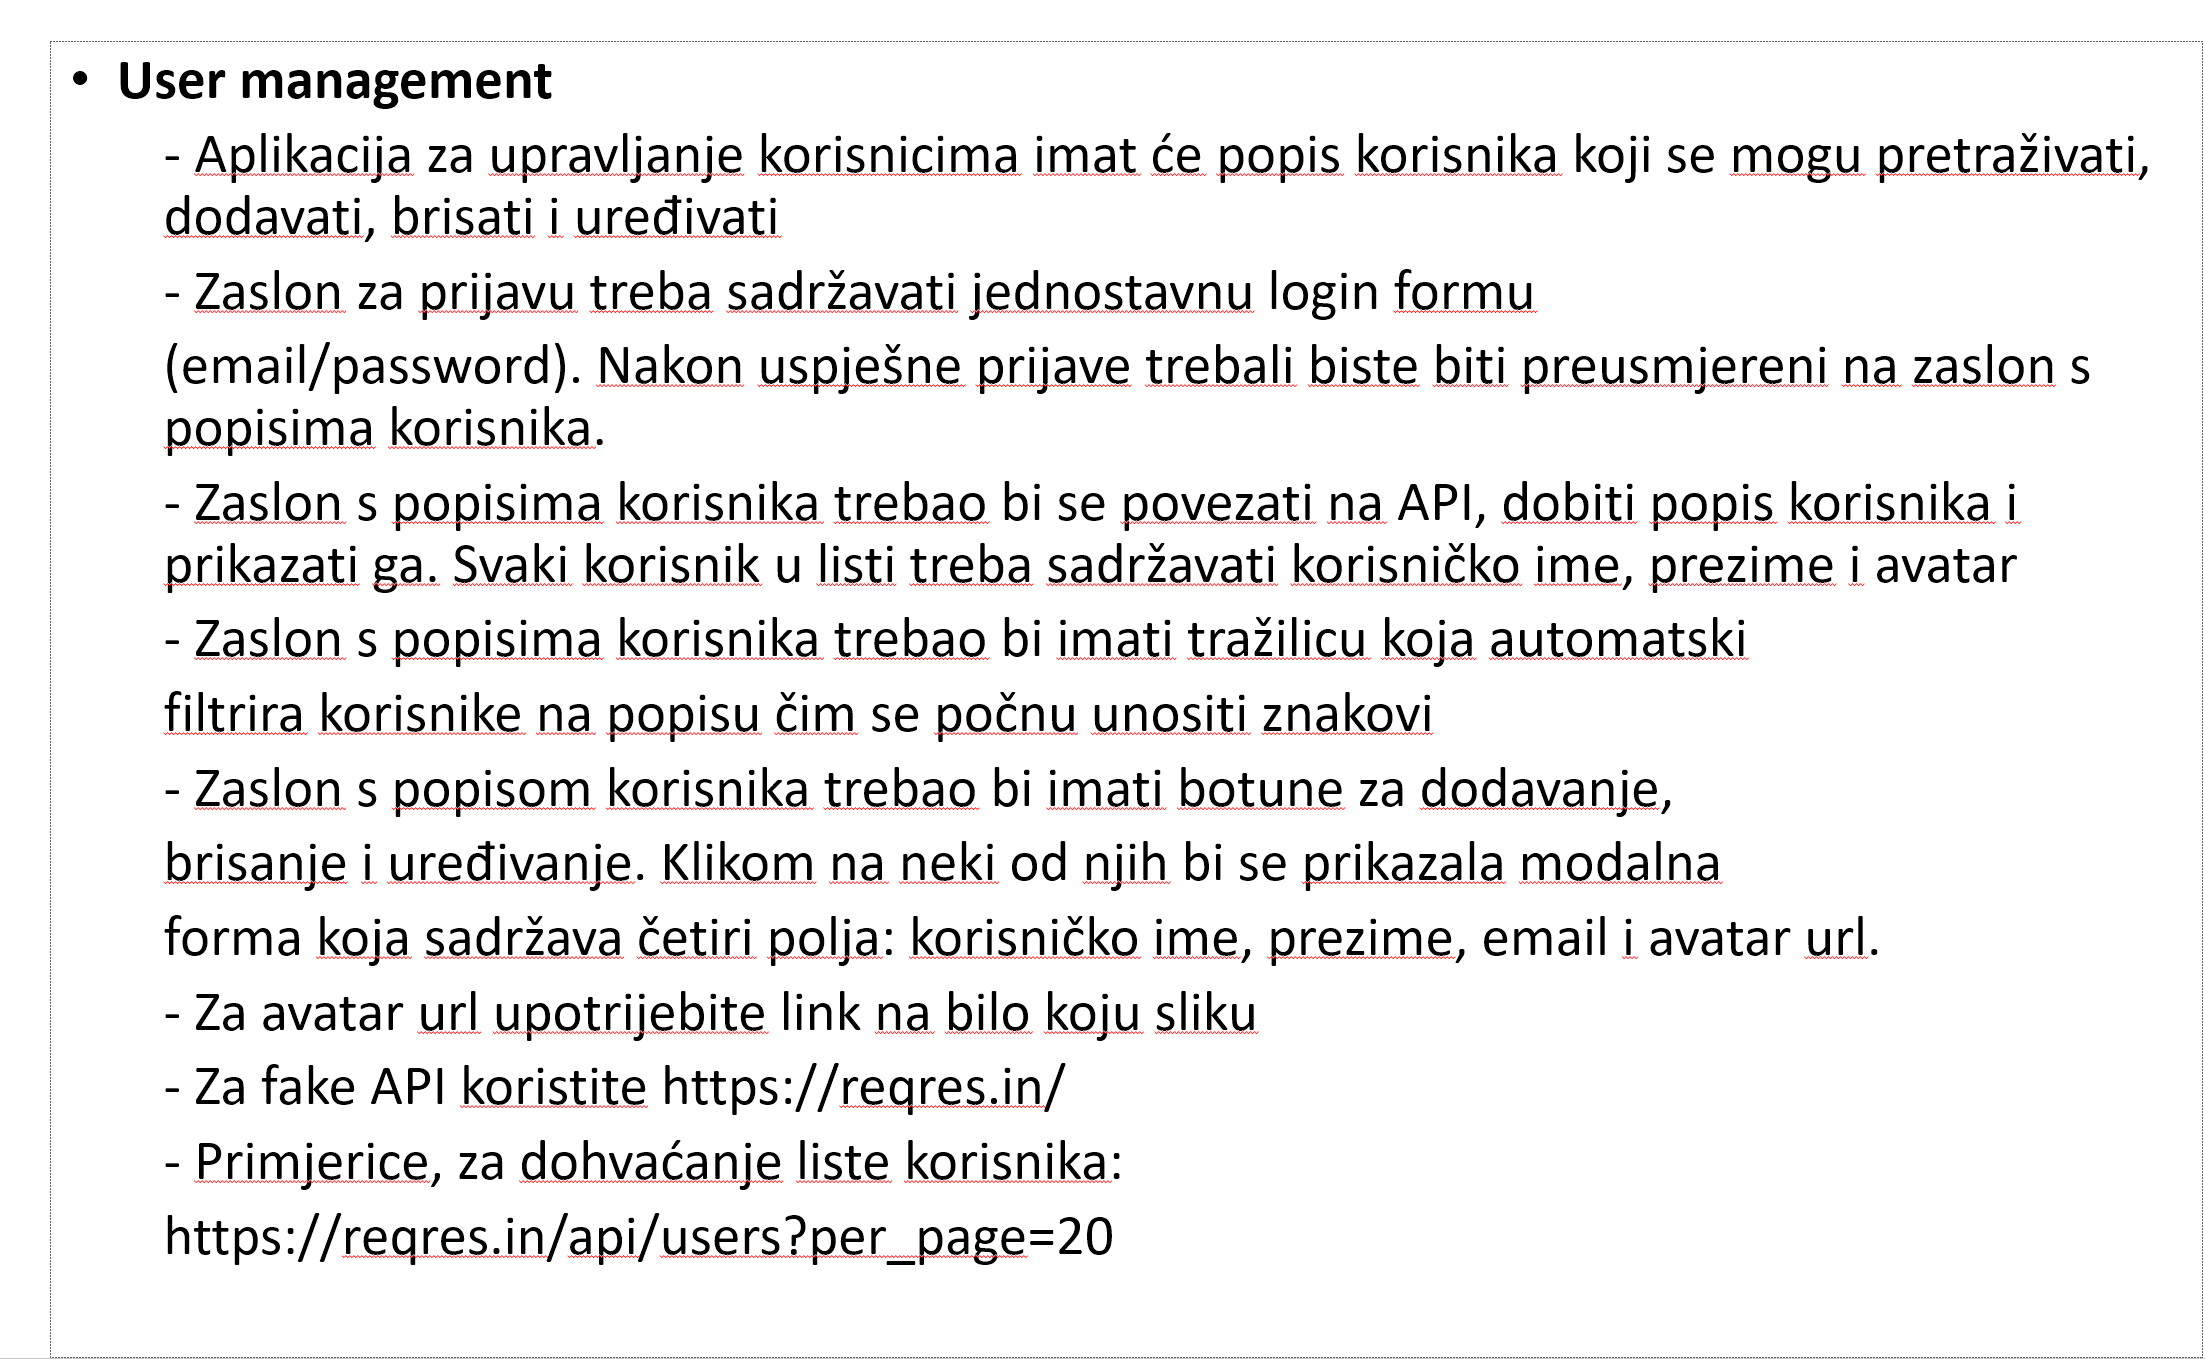 • User management
- Aplikacija za upravljanje korisnicima imat će popis korisnika koji se mogu pretraživati,
dodavati, brisati i uređivati
- Zaslon za prijavu treba sadržavati jednostavnu login formu
(email/password). Nakon uspješne prijave trebali biste biti preusmjereni na zaslon s
popisima korisnika.
- Zaslon s popisima korisnika trebao bi se povezati na API, dobiti popis korisnika i
prikazati ga. Svaki korisnik u listi treba sadržavati korisničko ime, prezime i avatar
- Zaslon s popisima korisnika trebao bi imati tražilicu koja automatski
filtrira korisnike na popisu čim se počnu unositi znakovi
- Zaslon s popisom korisnika trebao bi imati botune za dodavanje,
brisanje i uređivanje. Klikom na neki od njih bi se prikazala modalna
forma koja sadržava četiri polja: korisničko ime, prezime, email i avatar url.
- Za avatar url upotrijebite link na bilo koju sliku
- Za fake API koristite https://reqres.in/
- Primjerice, za dohvaćanje liste korisnika:
https://reqres.in/api/users?per_page=20